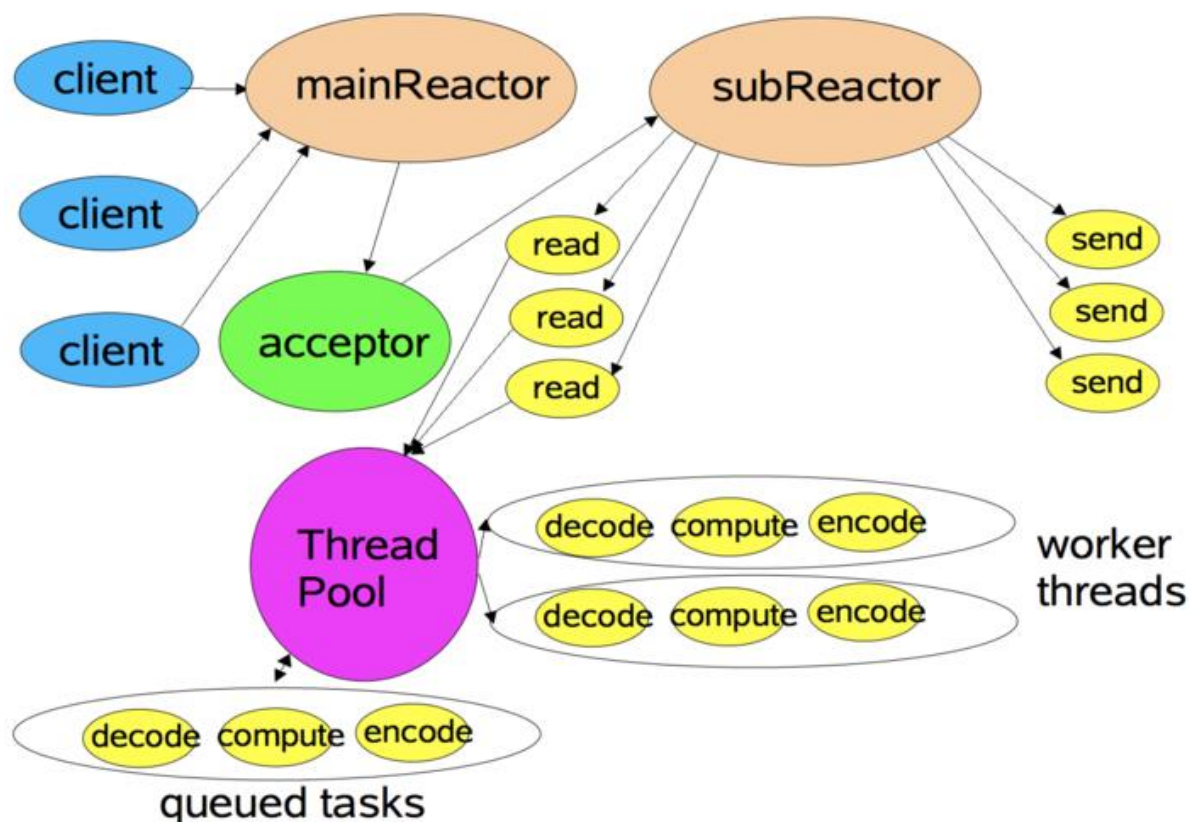 client
mainReactor
subReactor
client
read
send
client
acceptor
read
send
read
send
Thread
Pool
decode compute encode
worker
threads
decode compute encode
decode compute encode
queued tasks